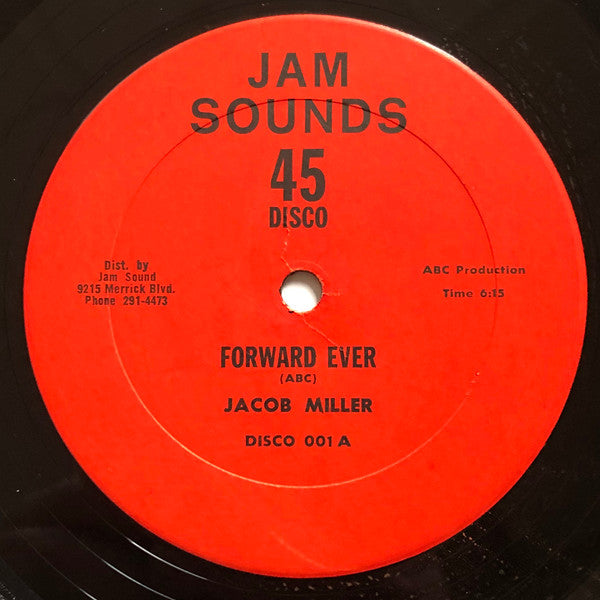 JAM
SOUNDS
45
DISCO
Dist. by
Jam Sound
9215 Merrick Blvd.
Phone 291-4473
ABC Production
Time 6:15
FORWARD EVER
(ABC)
JACOB MILLER
DISCO 001 A